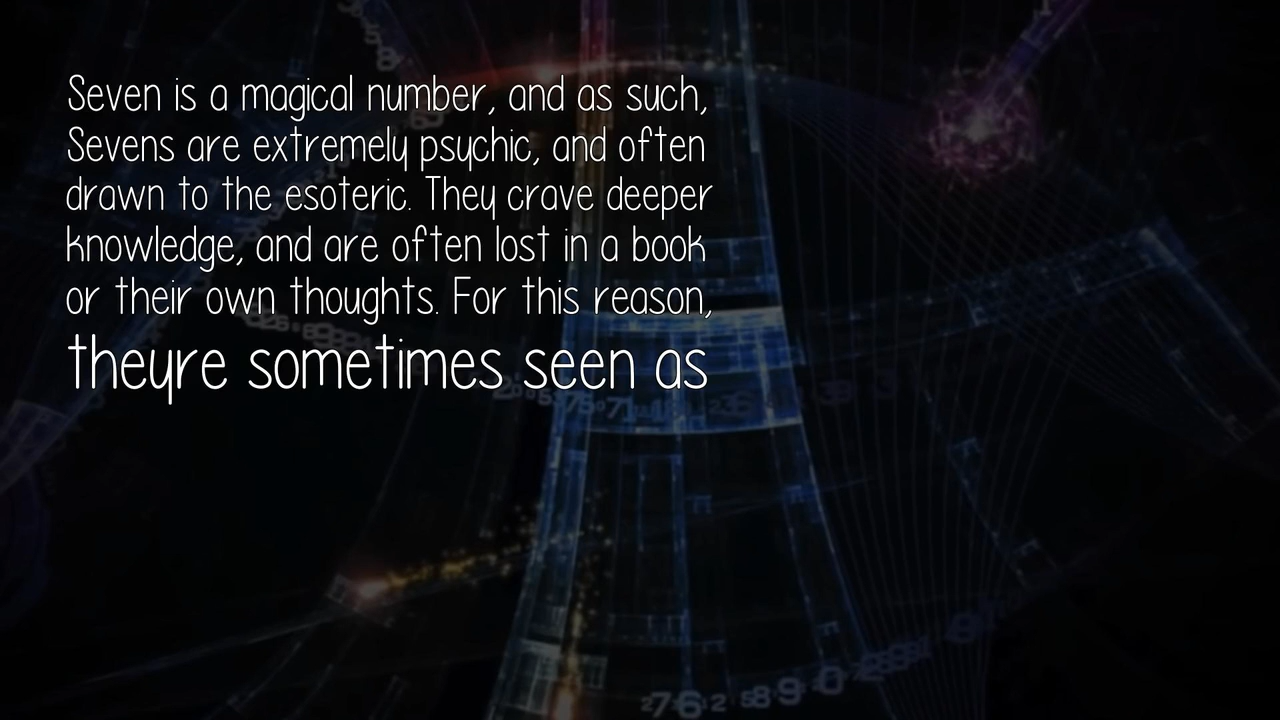 Seven is a magical number, and as such,
Sevens are extremely psychic, and often
drawn to the esoteric. They crave deeper
knowledge, and are often lost in a book
or their own thoughts. For this reason,
theyre sometimes seen as